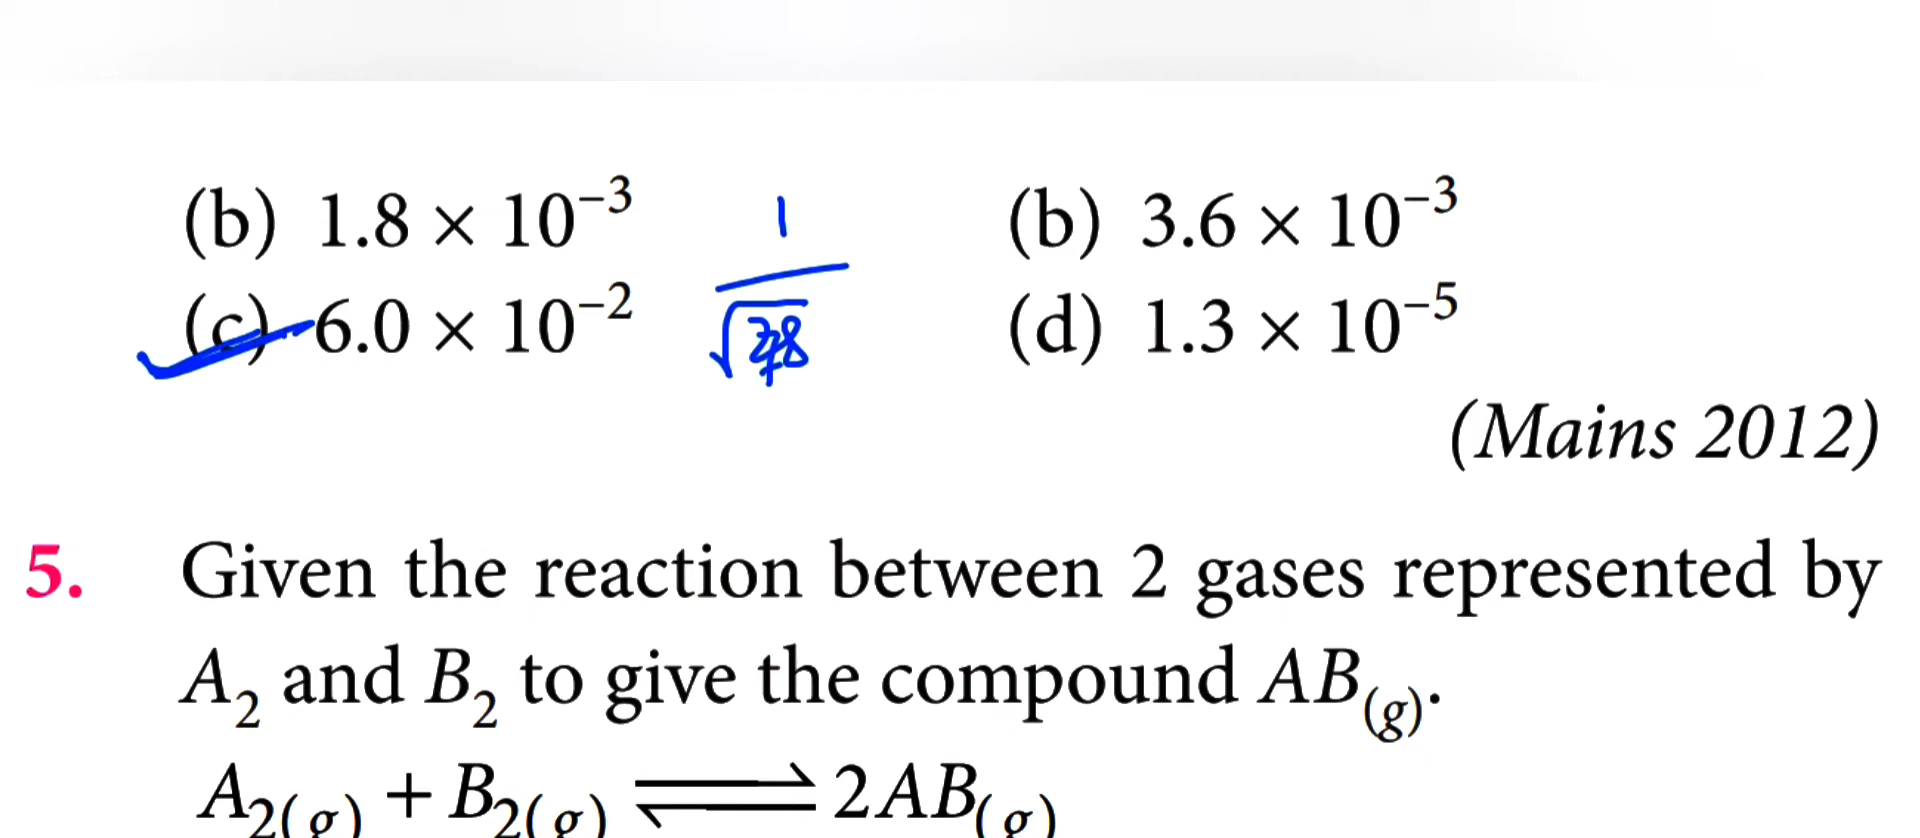 (b) 1.8 × 10⁻³ 1 (b) 3.6 × 10⁻³
(c) 6.0 × 10⁻² √ 8 (d) 1.3 × 10⁻⁵
(Mains 2012)
5. Given the reaction between 2 gases represented by
A₂ and B₂ to give the compound AB₍g₎.
A₂₍g₎ + B₂₍g₎ ⇌ 2AB₍g₎